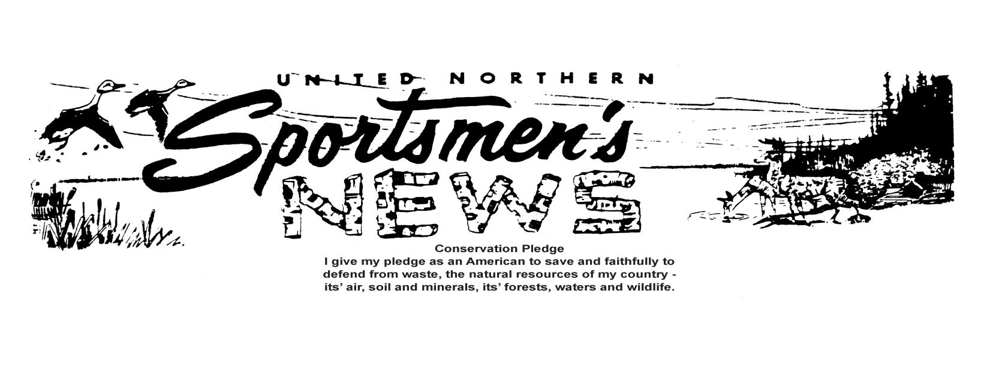 UNITED NORTHERN
Sportsmen's
NEWS
Conservation Pledge
I give my pledge as an American to save and faithfully to
defend from waste, the natural resources of my country -
its’ air, soil and minerals, its’ forests, waters and wildlife.